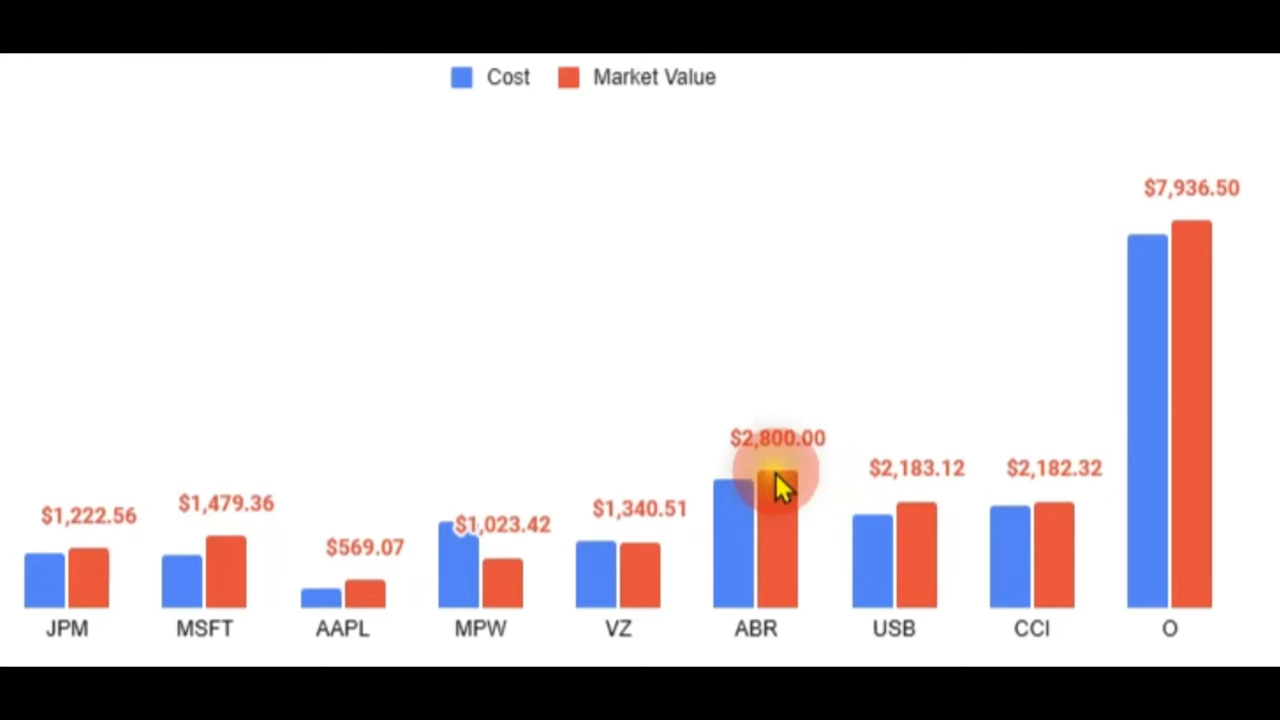 Cost Market Value
$7,936.50
$2,800.00
$2,183.12 $2,182.32
$1,222.56 $1,479.36 $569.07 $1,023.42 $1,340.51
JPM MSFT AAPL MPW VZ ABR USB CCI O